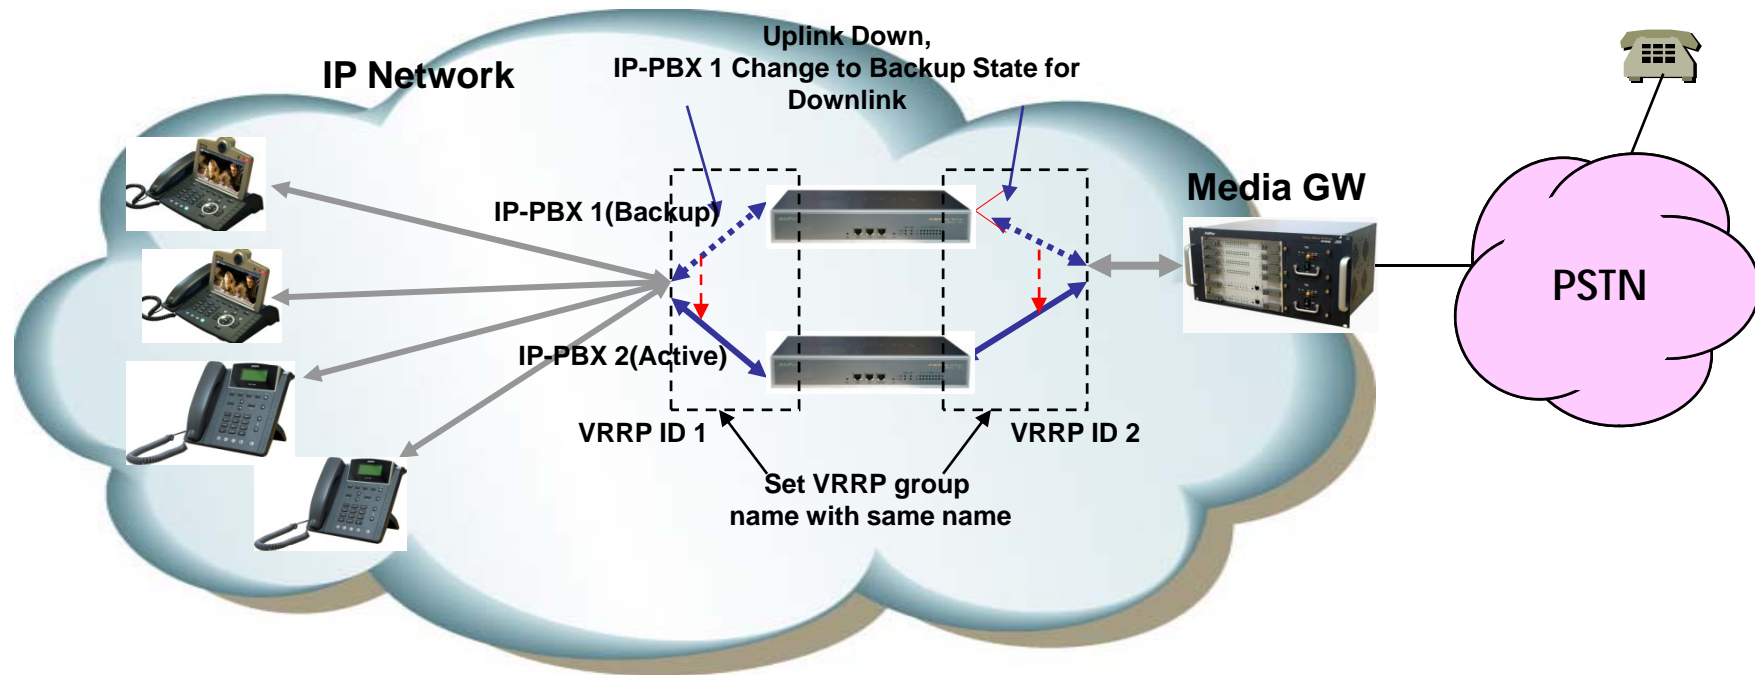 Uplink Down,
IP-PBX 1 Change to Backup State for
Downlink
IP Network
Media GW
IP-PBX 1(Backup)
PSTN
IP-PBX 2(Active)
VRRP ID 1
VRRP ID 2
Set VRRP group
name with same name